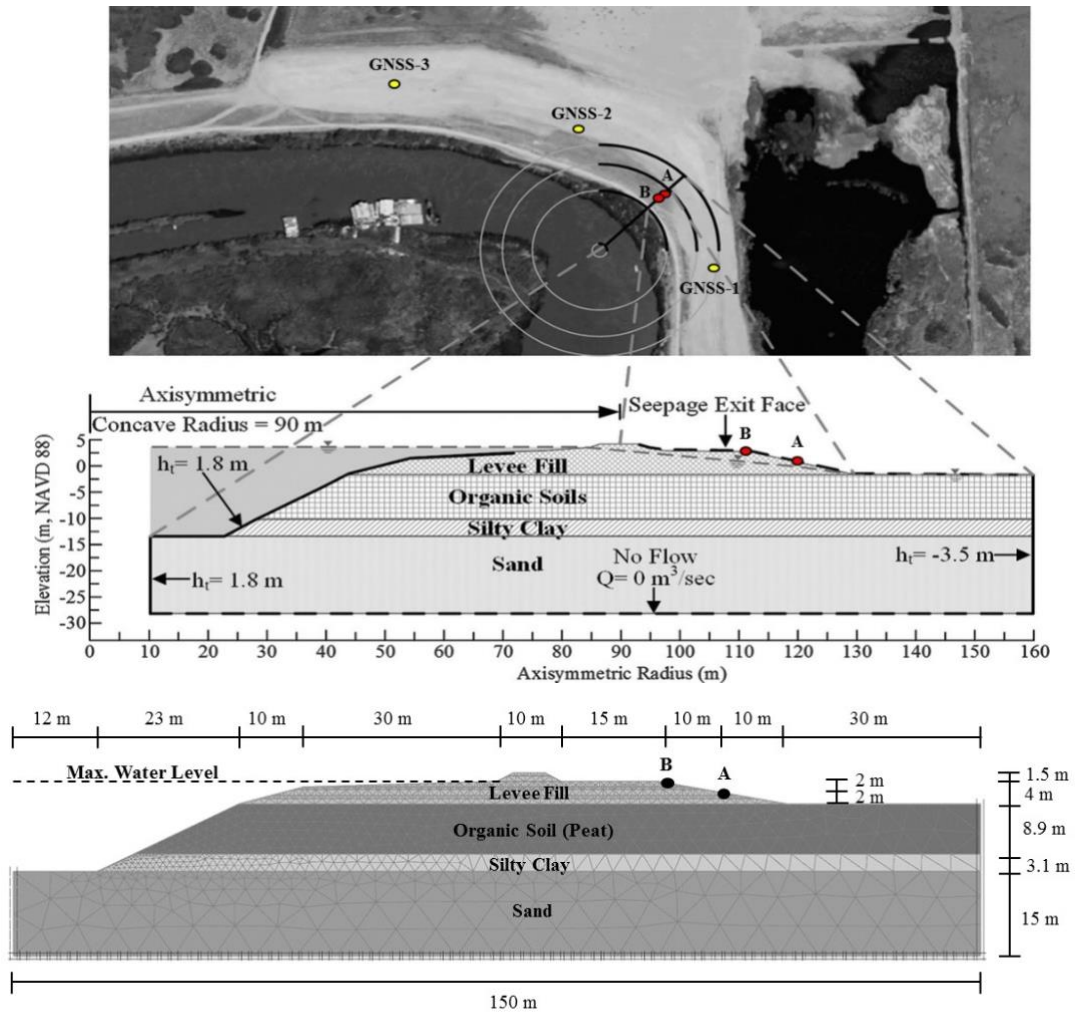 GNSS-3
GNSS-2
A
B
GNSS-1
Axisymmetric
Concave Radius = 90 m
Seepage Exit Face
B
A
hₜ= 1.8 m
Levee Fill
Organic Soils
Silty Clay
Sand
No Flow
Q= 0 m³/sec
hₜ= -3.5 m
hₜ= 1.8 m
Elevation (m, NAVD 88)
5
0
-5
-10
-15
-20
-25
-30
0 10 20 30 40 50 60 70 80 90 100 110 120 130 140 150 160
Axisymmetric Radius (m)
12 m 23 m 10 m 30 m 10 m 15 m 10 m 10 m 30 m
Max. Water Level
B
A
Levee Fill
2 m
2 m
1.5 m
4 m
Organic Soil (Peat)
8.9 m
Silty Clay
3.1 m
Sand
15 m
150 m